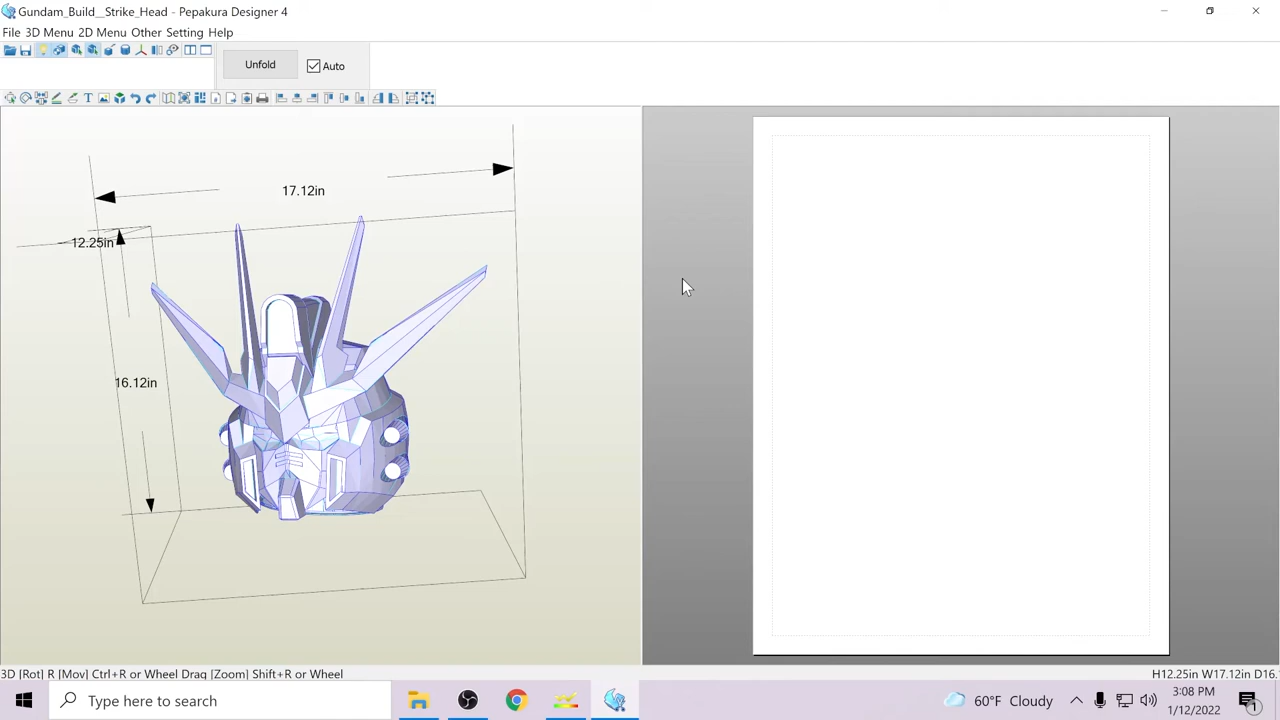 Gundam_Build__Strike_Head - Pepakura Designer 4
File 3D Menu 2D Menu Other Setting Help
Unfold
Auto
17.12in
12.25in
16.12in
3D [Rot] R [Mov] Ctrl+R or Wheel Drag [Zoom] Shift+R or Wheel
H12.25in W17.12in D16.
Type here to search
60°F Cloudy
3:08 PM
1/12/2022
1